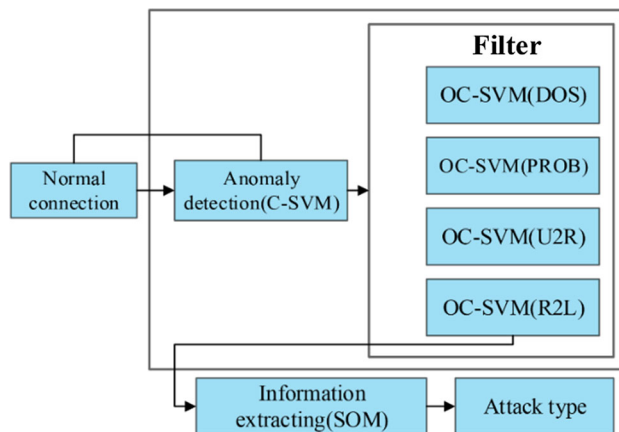 Filter
OC-SVM(DOS)
OC-SVM(PROB)
Normal
connection
Anomaly
detection(C-SVM)
OC-SVM(U2R)
OC-SVM(R2L)
Information
extracting(SOM)
Attack type